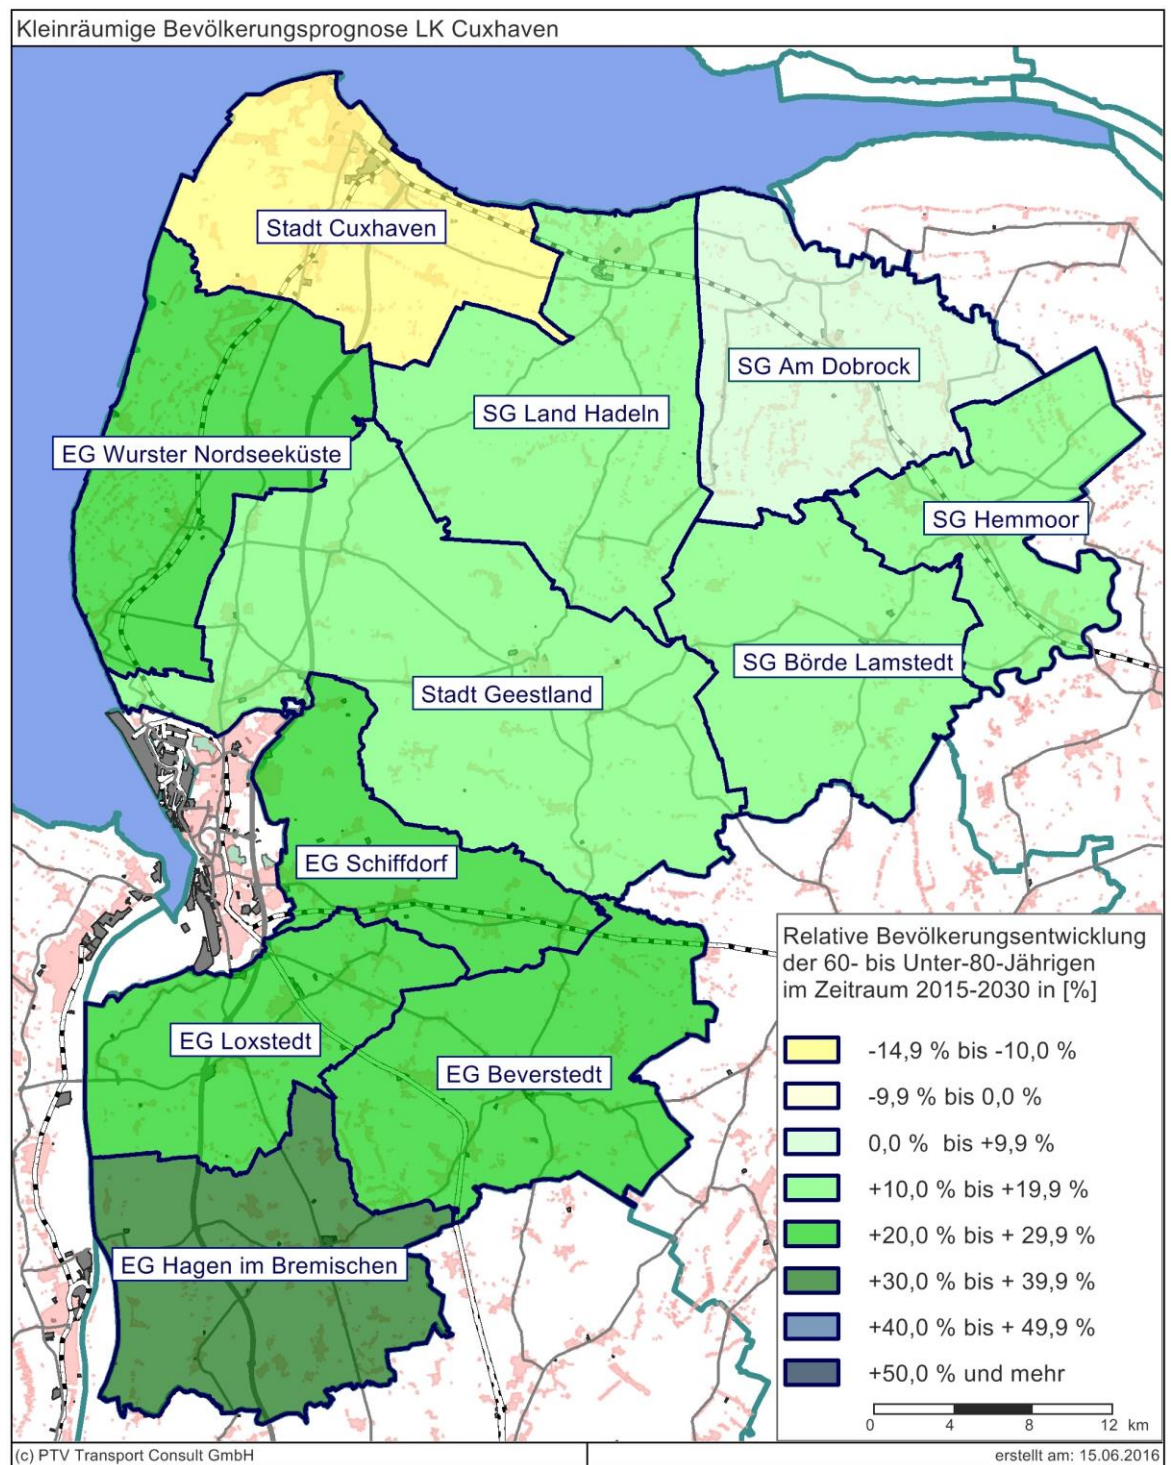 Kleinräumige Bevölkerungsprognose LK Cuxhaven
Stadt Cuxhaven
SG Am Dobrock
SG Land Hadeln
EG Wurster Nordseeküste
SG Hemmoor
SG Börde Lamstedt
Stadt Geestland
EG Schiffdorf
EG Loxstedt
EG Beverstedt
EG Hagen im Bremischen
Relative Bevölkerungsentwicklung
der 60- bis Unter-80-Jährigen
im Zeitraum 2015-2030 in [%]
-14,9 % bis -10,0 %
-9,9 % bis 0,0 %
0,0 % bis +9,9 %
+10,0 % bis +19,9 %
+20,0 % bis + 29,9 %
+30,0 % bis + 39,9 %
+40,0 % bis + 49,9 %
+50,0 % und mehr
0 4 8 12 km
(c) PTV Transport Consult GmbH
erstellt am: 15.06.2016